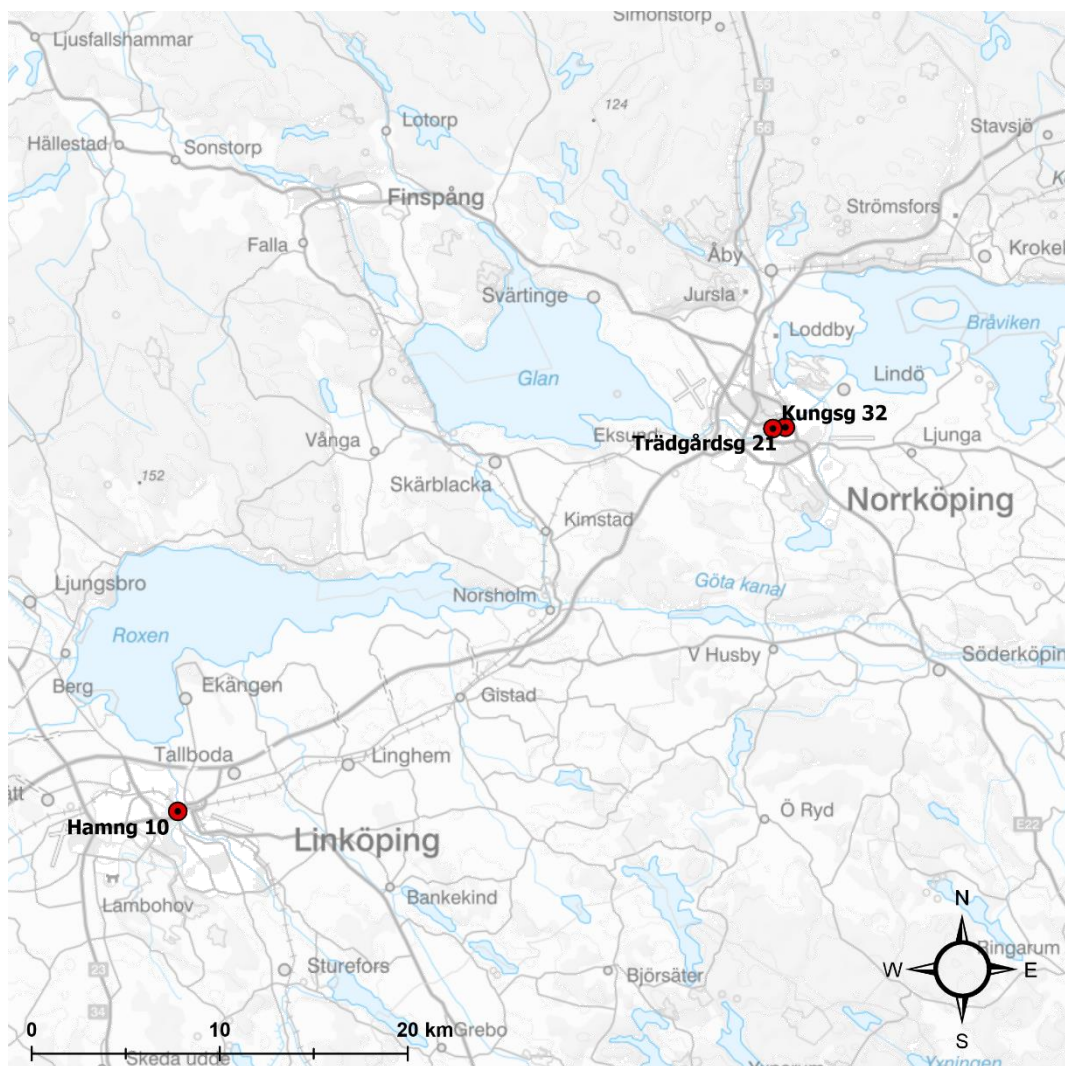 Simonstorp
Ljusfallshammar
55
124
Lotorp
56
Stavsjö
Hällestad
Sonstorp
Finspång
Strömsfors
Falla
Åby
Krokek
Svärtinge
Jursla
Loddby
Bråviken
Glan
Lindö
Kungsg 32
Eksund
Trädgårdsg 21
Ljunga
Vånga
152
Skärblacka
Norrköping
Kimstad
Ljungsbro
Göta kanal
Norsholm
Roxen
V Husby
Söderköpin
Berg
Ekängen
Gistad
Tallboda
Linghem
ätt
Ö Ryd
Hamng 10
E22
Linköping
Lambohov
Bankekind
N
Ringarum
W
E
23
Sturefors
Björsäter
34
0
10
20 km
Grebo
S
Skeda udde
Yxningen